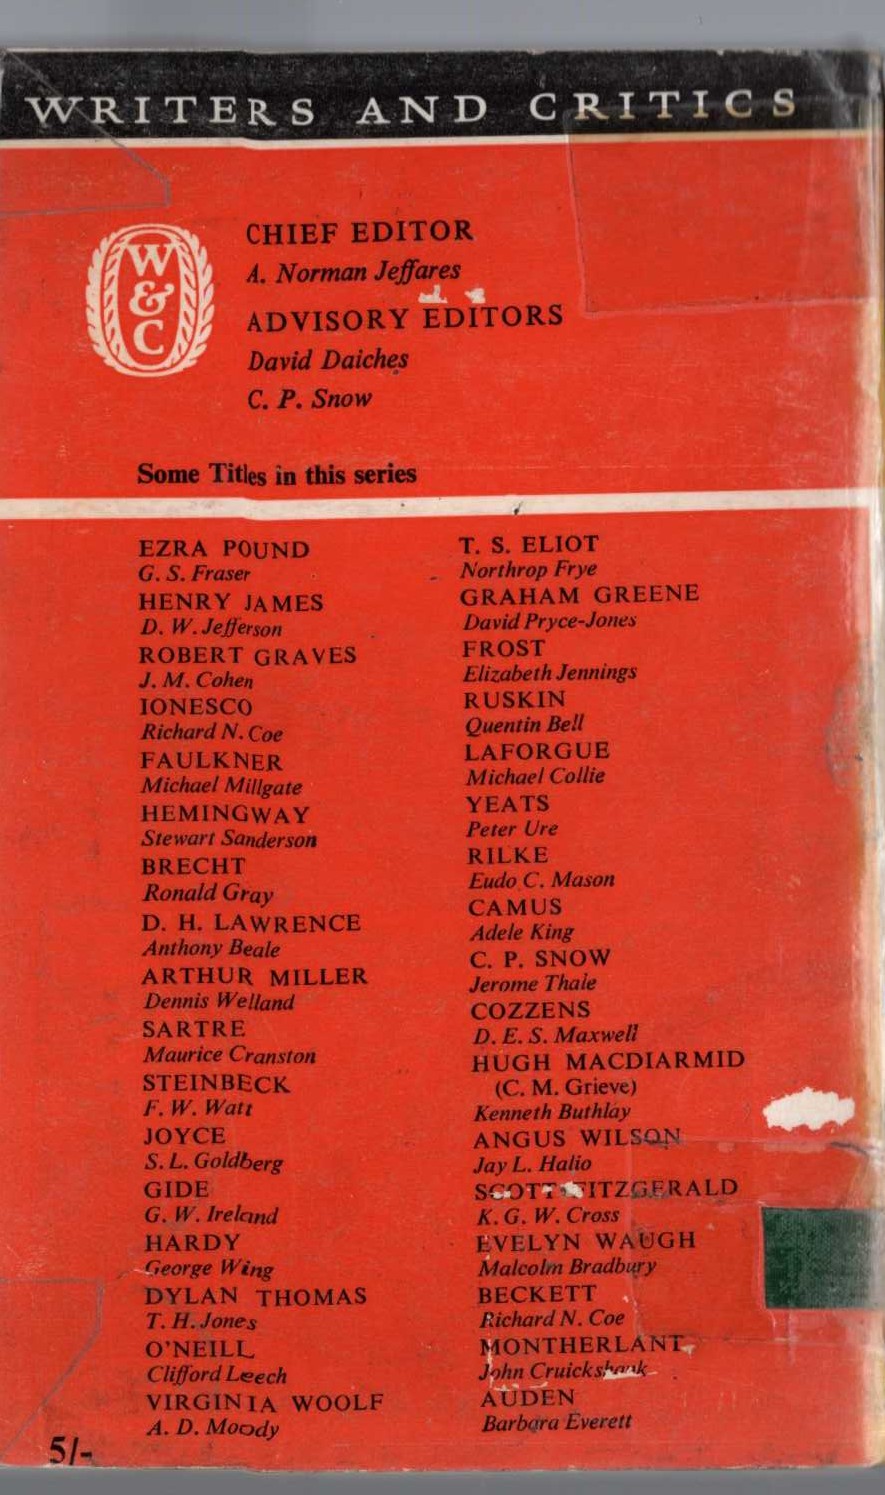 WRITERS AND CRITICS
W
&
C
CHIEF EDITOR
A. Norman Jeffares
ADVISORY EDITORS
David Daiches
C. P. Snow
Some Titles in this series
EZRA POUND
G. S. Fraser
HENRY JAMES
D. W. Jefferson
ROBERT GRAVES
J. M. Cohen
IONESCO
Richard N. Coe
FAULKNER
Michael Millgate
HEMINGWAY
Stewart Sanderson
BRECHT
Ronald Gray
D. H. LAWRENCE
Anthony Beale
ARTHUR MILLER
Dennis Welland
SARTRE
Maurice Cranston
STEINBECK
F. W. Watt
JOYCE
S. L. Goldberg
GIDE
G. W. Ireland
HARDY
George Wing
DYLAN THOMAS
T. H. Jones
O'NEILL
Clifford Leech
VIRGINIA WOOLF
A. D. Moody
T. S. ELIOT
Northrop Frye
GRAHAM GREENE
David Pryce-Jones
FROST
Elizabeth Jennings
RUSKIN
Quentin Bell
LAFORGUE
Michael Collie
YEATS
Peter Ure
RILKE
Eudo C. Mason
CAMUS
Adele King
C. P. SNOW
Jerome Thale
COZZENS
D. E. S. Maxwell
HUGH MACDIARMID
(C. M. Grieve)
Kenneth Buthlay
ANGUS WILSON
Jay L. Halio
SCOTT FITZGERALD
K. G. W. Cross
EVELYN WAUGH
Malcolm Bradbury
BECKETT
Richard N. Coe
MONTHERLANT
John Cruickshank
AUDEN
Barbara Everett
5/-